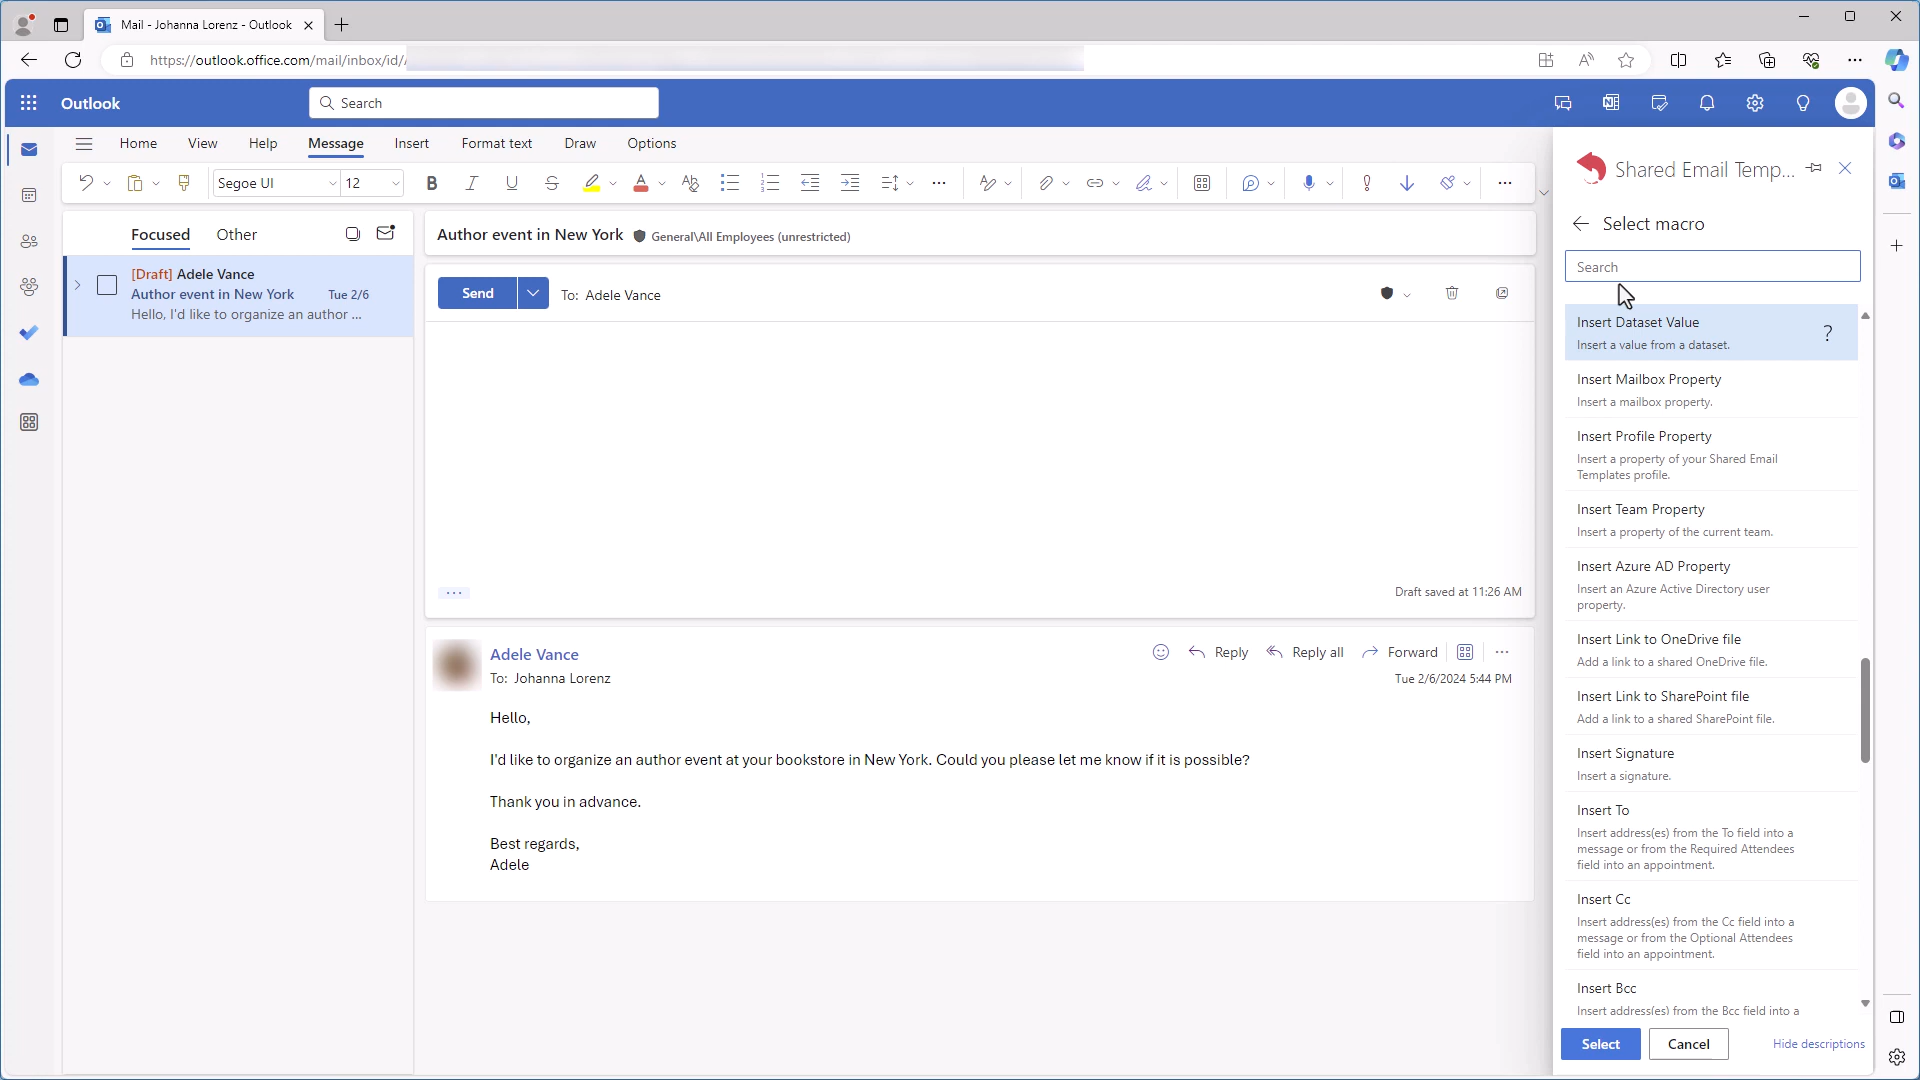 Mail - Johanna Lorenz - Outlook
https://outlook.office.com/mail/inbox/id/
Outlook
Search
Home View Help Message Insert Format text Draw Options
Segoe UI 12
Focused Other
[Draft] Adele Vance
Author event in New York Tue 2/6
Hello, I'd like to organize an author ...
Author event in New York General\All Employees (unrestricted)
Send To: Adele Vance
...
Draft saved at 11:26 AM
Adele Vance
To: Johanna Lorenz
Reply Reply all Forward
Tue 2/6/2024 5:44 PM
Hello,
I'd like to organize an author event at your bookstore in New York. Could you please let me know if it is possible?
Thank you in advance.
Best regards,
Adele
Shared Email Temp...
Select macro
Search
Insert Dataset Value
Insert a value from a dataset.
?
Insert Mailbox Property
Insert a mailbox property.
Insert Profile Property
Insert a property of your Shared Email
Templates profile.
Insert Team Property
Insert a property of the current team.
Insert Azure AD Property
Insert an Azure Active Directory user
property.
Insert Link to OneDrive file
Add a link to a shared OneDrive file.
Insert Link to SharePoint file
Add a link to a shared SharePoint file.
Insert Signature
Insert a signature.
Insert To
Insert address(es) from the To field into a
message or from the Required Attendees
field into an appointment.
Insert Cc
Insert address(es) from the Cc field into a
message or from the Optional Attendees
field into an appointment.
Insert Bcc
Insert address(es) from the Bcc field into a
Select Cancel Hide descriptions